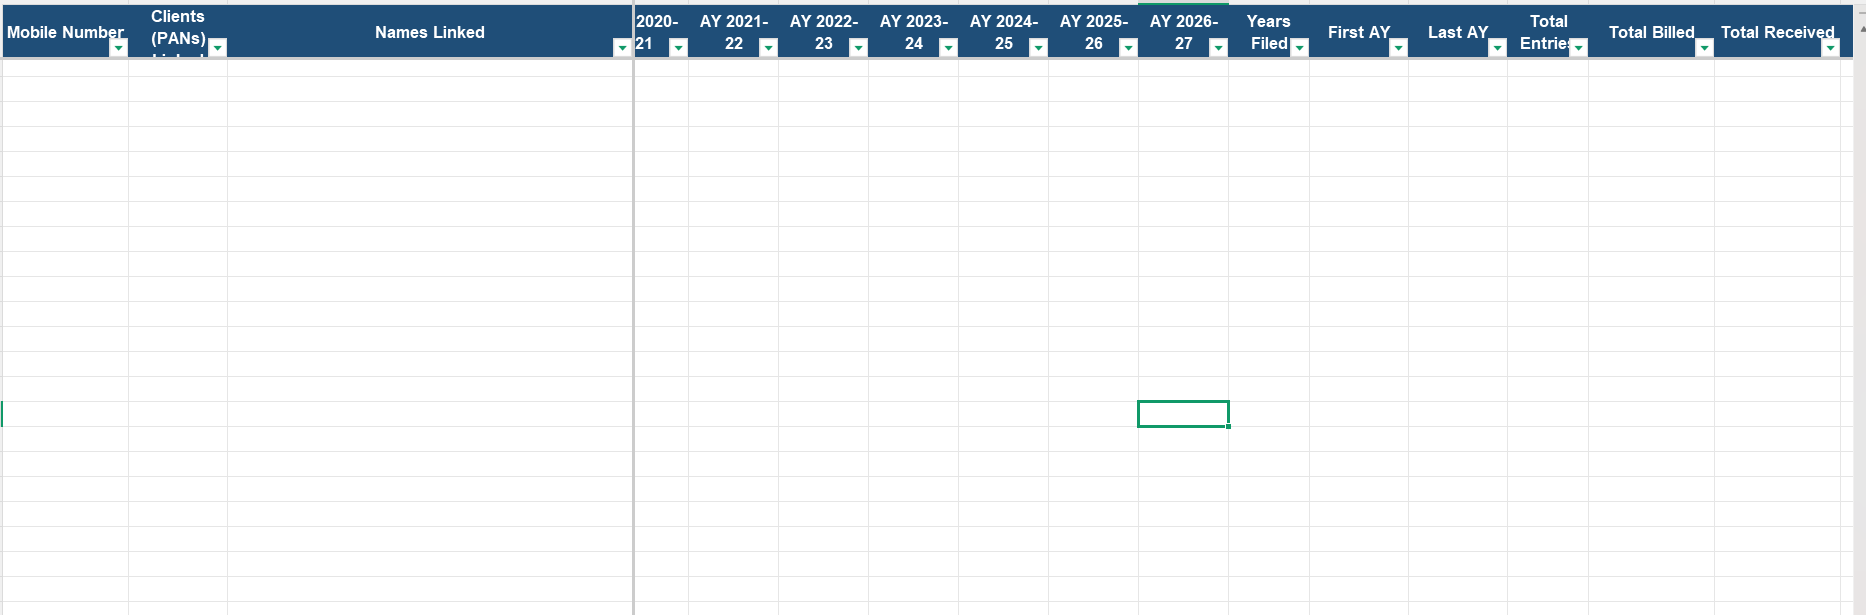 Mobile Number
Clients
(PANs)
Names Linked
2020-
21
AY 2021-
22
AY 2022-
23
AY 2023-
24
AY 2024-
25
AY 2025-
26
AY 2026-
27
Years
Filed
First AY
Last AY
Total
Entries
Total Billed
Total Received